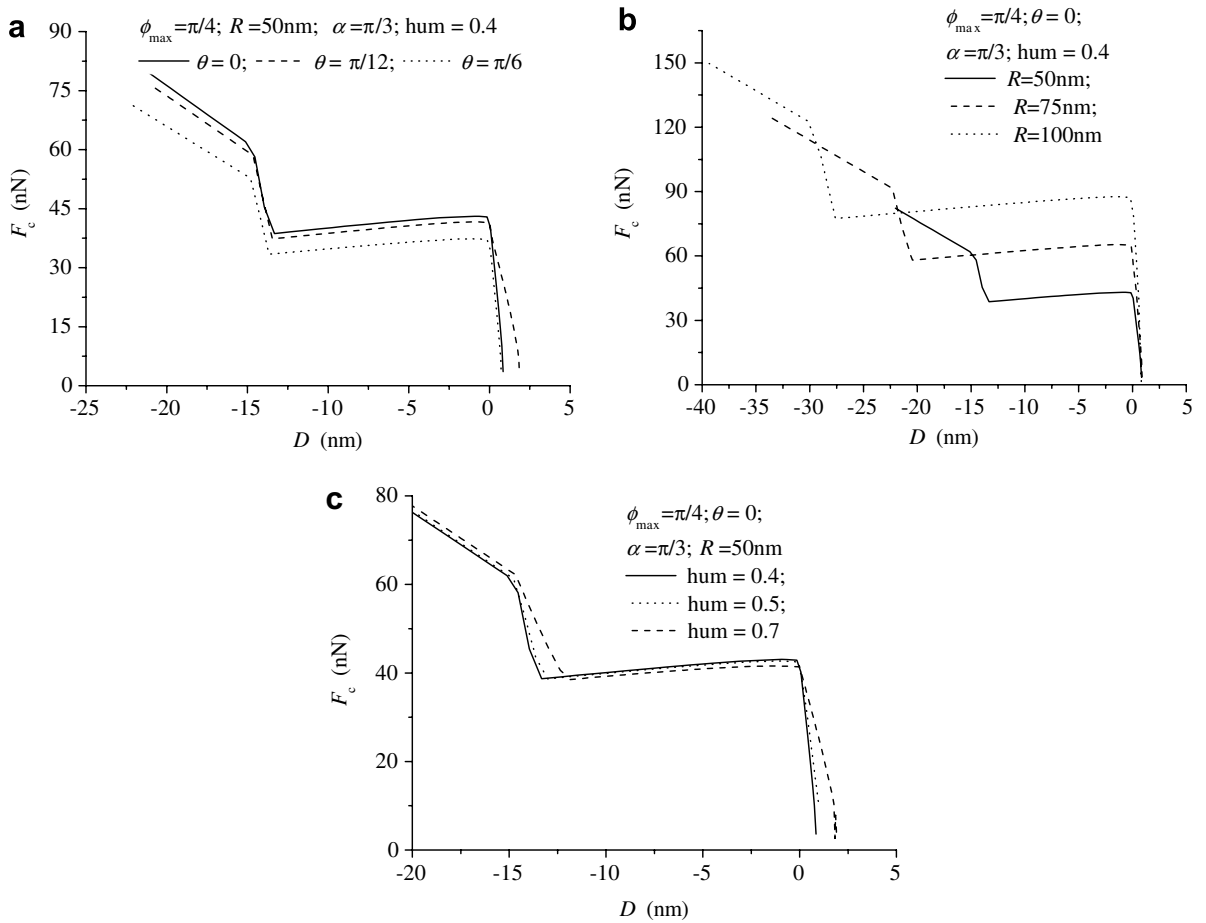 a
ϕmax=π/4; R =50nm; α=π/3; hum = 0.4
θ = 0; θ = π/12; θ = π/6
90
75
60
45
30
15
0
Fc (nN)
-25 -20 -15 -10 -5 0 5
D (nm)
b
ϕmax=π/4; θ = 0;
α=π/3; hum = 0.4
R=50nm;
R=75nm;
R=100nm
150
120
90
60
30
0
Fc (nN)
-40 -35 -30 -25 -20 -15 -10 -5 0 5
D (nm)
c
ϕmax=π/4; θ = 0;
α=π/3; R =50nm
hum = 0.4;
hum = 0.5;
hum = 0.7
80
60
40
20
0
Fc (nN)
-20 -15 -10 -5 0 5
D (nm)